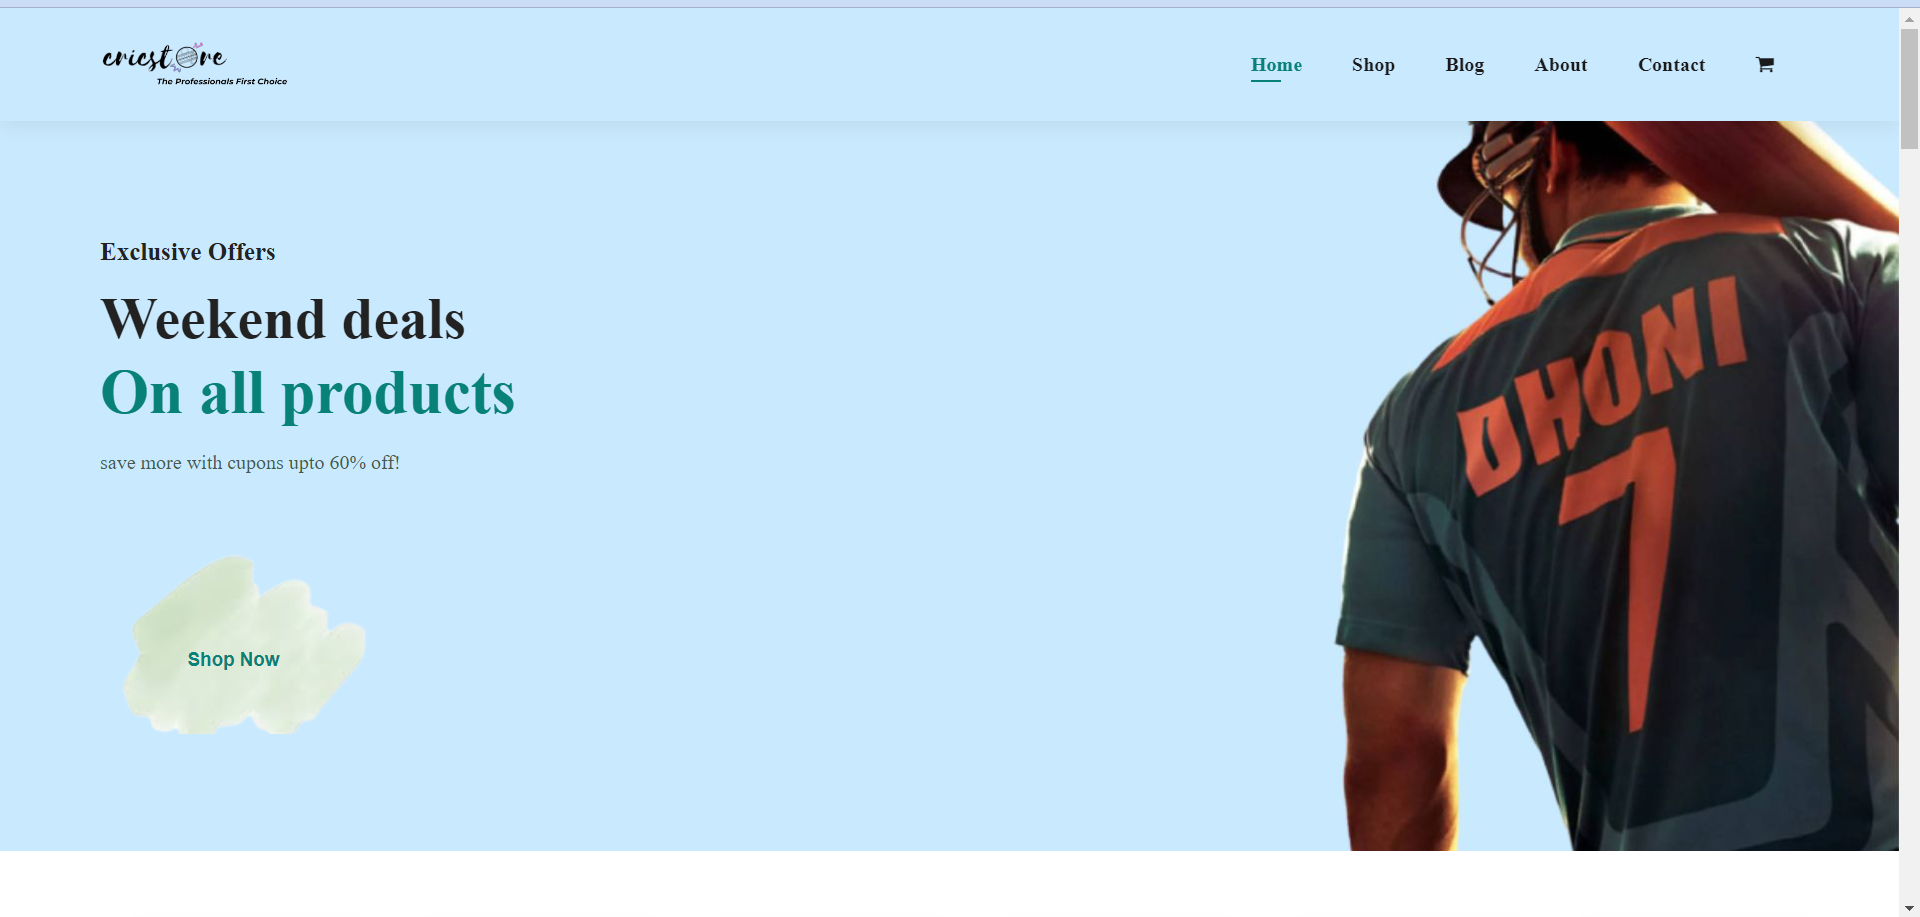 cricstore
The Professionals First Choice
Home Shop Blog About Contact
Exclusive Offers
Weekend deals
On all products
save more with cupons upto 60% off!
Shop Now
DHONI
7